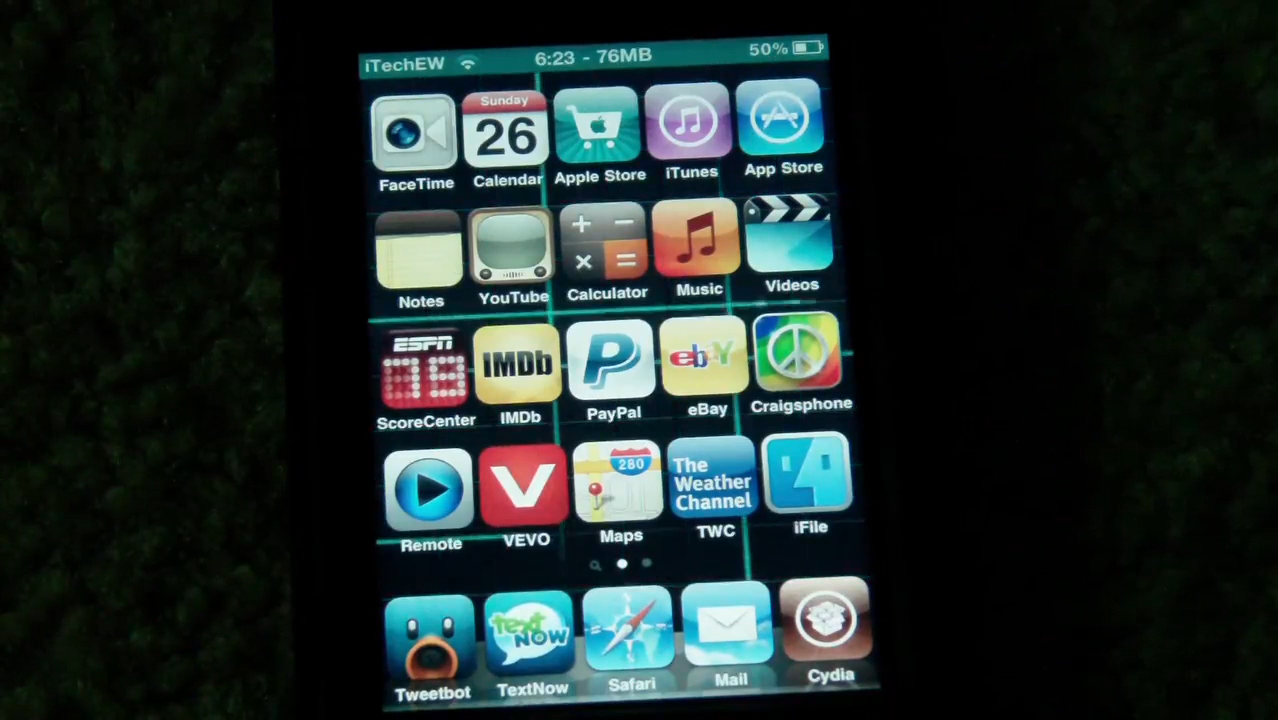 iTechEW 6:23 - 76MB 50%
Sunday
26
FaceTime Calendar Apple Store iTunes App Store
Notes YouTube Calculator Music Videos
ESPN
73
IMDb
P
ebaY
ScoreCenter IMDb PayPal eBay Craigsphone
V
280
The
Weather
Channel
Remote VEVO Maps TWC iFile
text
NOW
Tweetbot TextNow Safari Mail Cydia